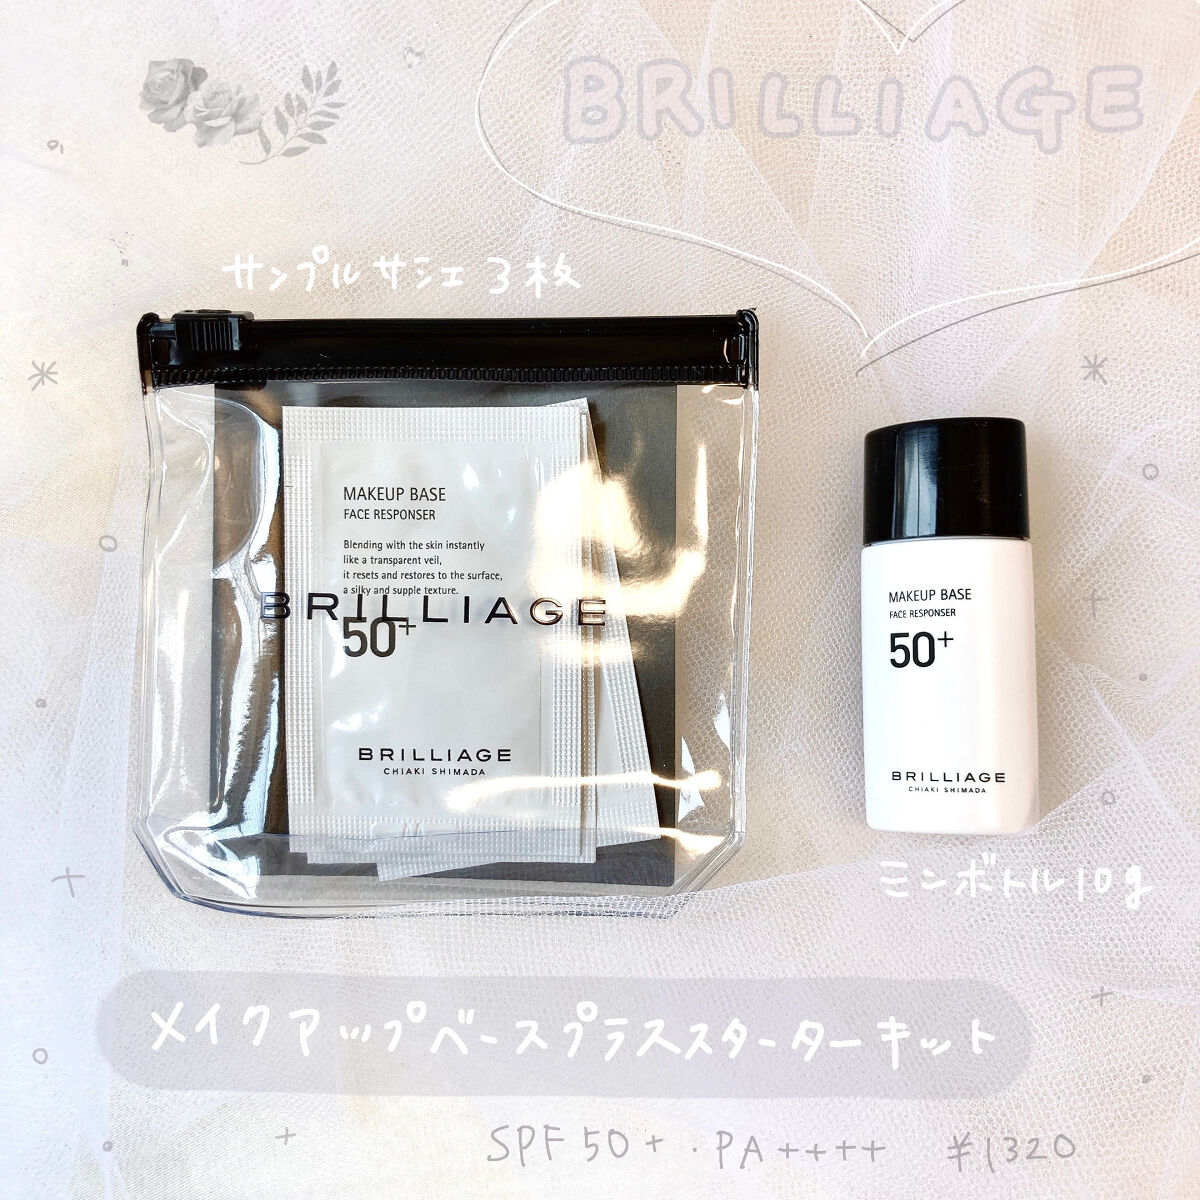 BRILLIAGE
サンプルサシェ 3枚
MAKEUP BASE
FACE RESPONSER
Blending with the skin instantly
like a transparent veil,
it resets and restores to the surface,
a silky and supple texture.
BRILLIAGE
50+
BRILLIAGE
CHIAKI SHIMADA
MAKEUP BASE
FACE RESPONSER
50+
BRILLIAGE
CHIAKI SHIMADA
ミニボトル10g
メイクアップベースプラススターターキット
SPF50+・PA++++ ¥1320